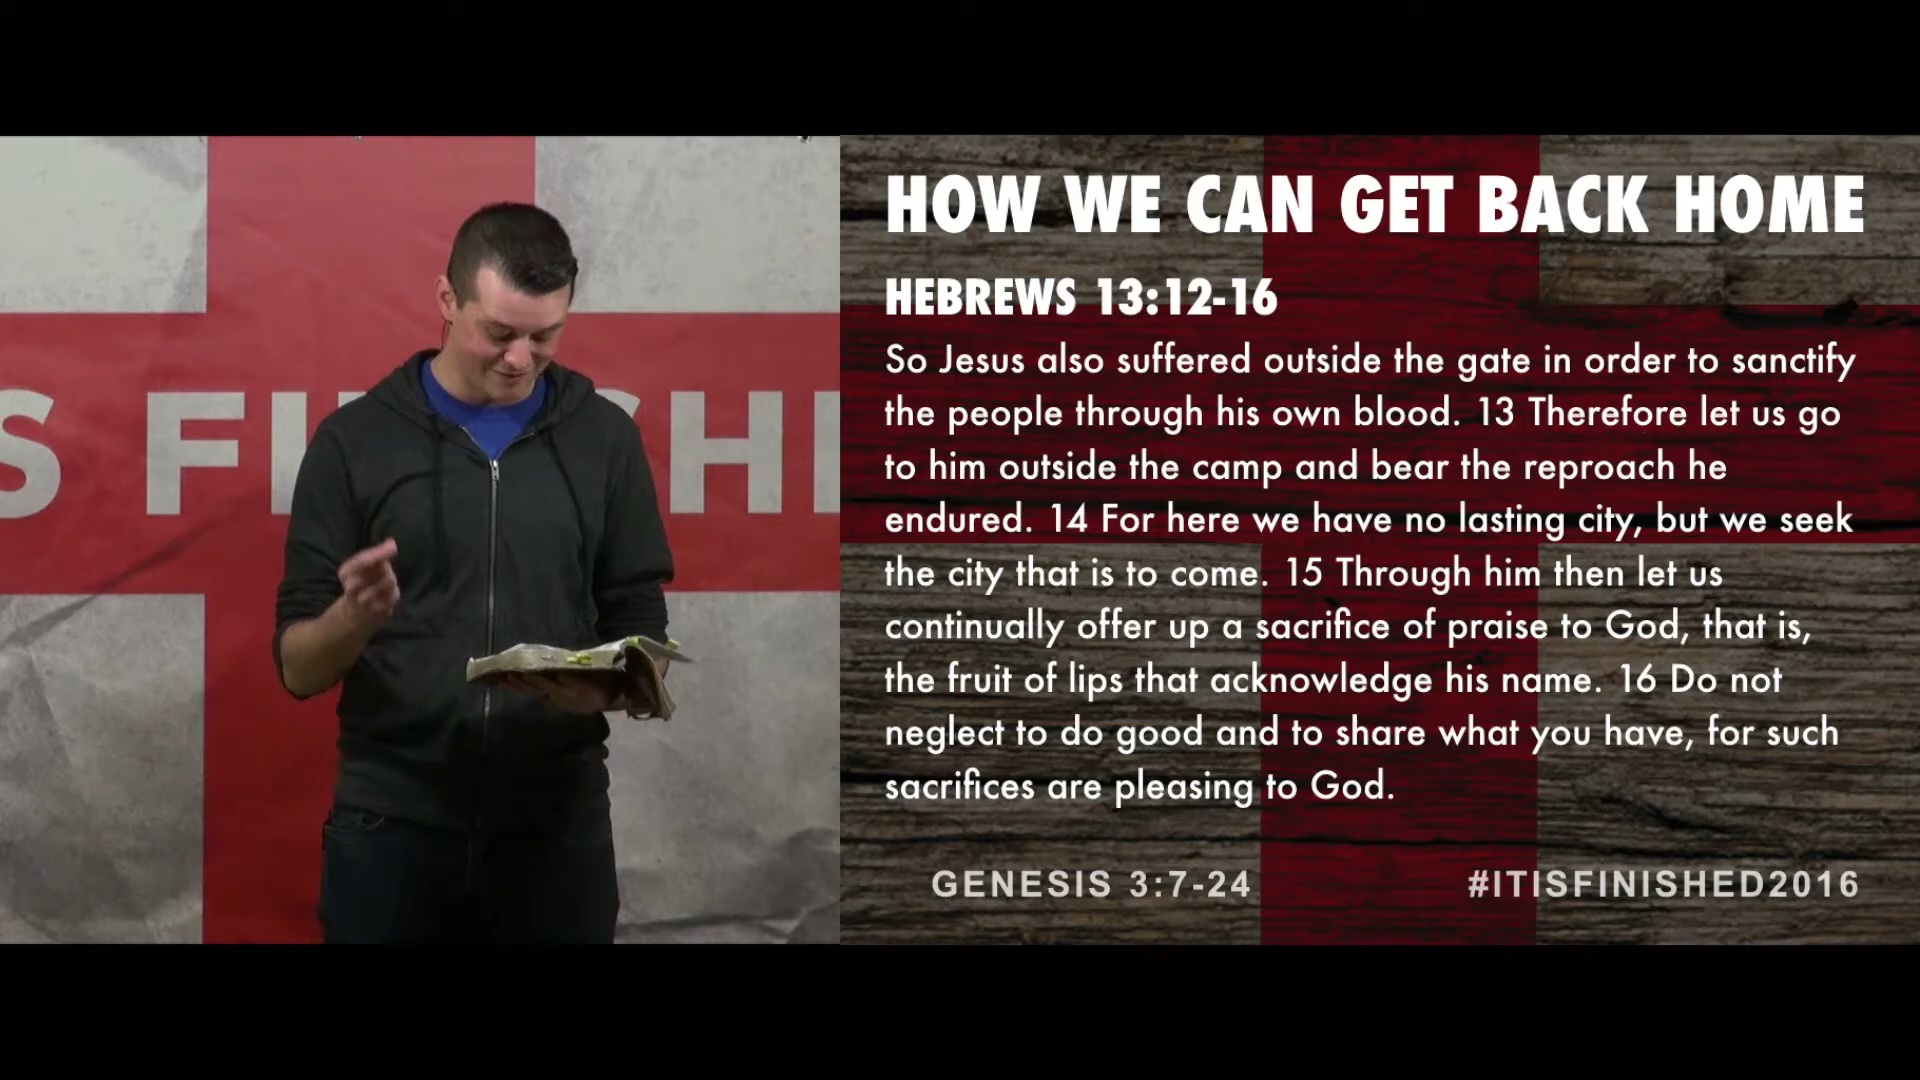 S FI SH
HOW WE CAN GET BACK HOME
HEBREWS 13:12-16
So Jesus also suffered outside the gate in order to sanctify
the people through his own blood. 13 Therefore let us go
to him outside the camp and bear the reproach he
endured. 14 For here we have no lasting city, but we seek
the city that is to come. 15 Through him then let us
continually offer up a sacrifice of praise to God, that is,
the fruit of lips that acknowledge his name. 16 Do not
neglect to do good and to share what you have, for such
sacrifices are pleasing to God.
GENESIS 3:7-24
#ITISFINISHED2016